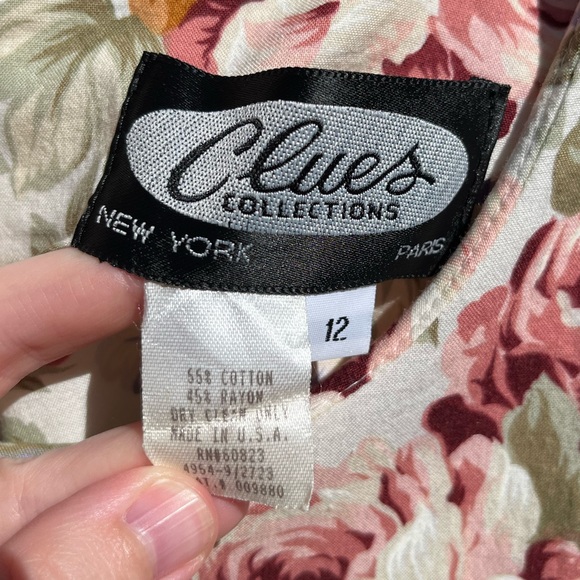 Clues
COLLECTIONS
NEW YORK PARIS
12
55% COTTON
45% RAYON
DRY CLEAN ONLY
MADE IN U.S.A.
RN#60823
4954-9/2723
# 009880